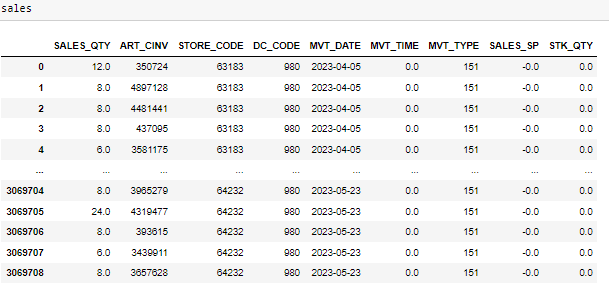 sales
SALES_QTY ART_CINV STORE_CODE DC_CODE MVT_DATE MVT_TIME MVT_TYPE SALES_SP STK_QTY
0 12.0 350724 63183 980 2023-04-05 0.0 151 -0.0 0.0
1 8.0 4897128 63183 980 2023-04-05 0.0 151 -0.0 0.0
2 8.0 4481441 63183 980 2023-04-05 0.0 151 -0.0 0.0
3 8.0 437095 63183 980 2023-04-05 0.0 151 -0.0 0.0
4 6.0 3581175 63183 980 2023-04-05 0.0 151 -0.0 0.0
... ... ... ... ... ... ... ... ... ...
3069704 8.0 3965279 64232 980 2023-05-23 0.0 151 -0.0 0.0
3069705 24.0 4319477 64232 980 2023-05-23 0.0 151 -0.0 0.0
3069706 8.0 393615 64232 980 2023-05-23 0.0 151 -0.0 0.0
3069707 6.0 3439911 64232 980 2023-05-23 0.0 151 -0.0 0.0
3069708 8.0 3657628 64232 980 2023-05-23 0.0 151 -0.0 0.0